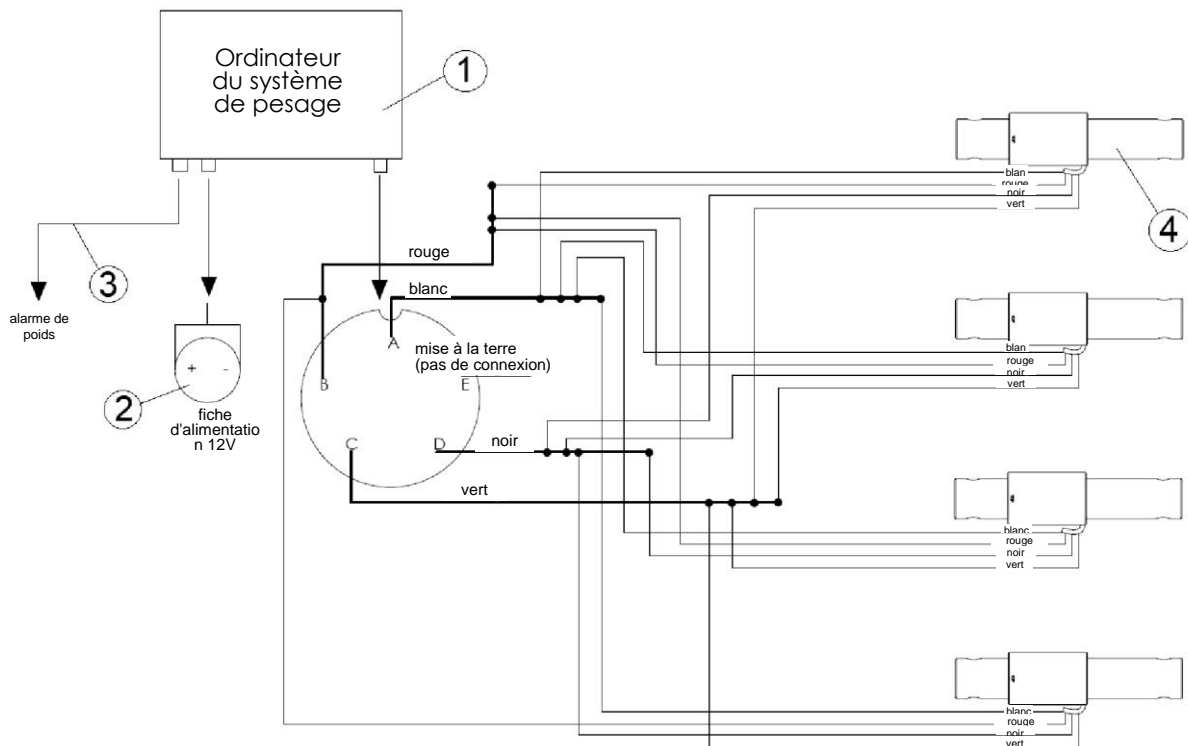 Ordinateur
du système
de pesage
1
3
alarme de
poids
+ -
2
fiche
d'alimentatio
n 12V
rouge
blanc
A
mise à la terre
(pas de connexion)
B
E
C
D
noir
vert
4
blan
rouge
noir
vert
blan
rouge
noir
vert
blanc
rouge
noir
vert
blanc
rouge
noir
vert